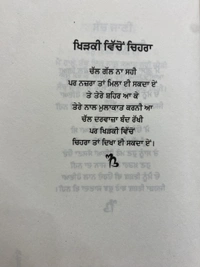 ਖਿੜਕੀ ਵਿੱਚੋਂ ਚਿਹਰਾ
ਚੱਲ ਗੱਲ ਨਾ ਸਹੀ
ਪਰ ਨਜ਼ਰਾਂ ਤਾਂ ਮਿਲਾ ਈ ਸਕਦਾ ਏਂ
ਤੇ ਤੇਰੇ ਸ਼ਹਿਰ ਆ ਕੇ
ਤੇਰੇ ਨਾਲ ਮੁਲਾਕਾਤ ਕਰਨੀ ਆ
ਚੱਲ ਦਰਵਾਜ਼ਾ ਬੰਦ ਰੱਖੀਂ
ਪਰ ਖਿੜਕੀ ਵਿੱਚੋਂ
ਚਿਹਰਾ ਤਾਂ ਦਿਖਾ ਈ ਸਕਦਾ ਏਂ।